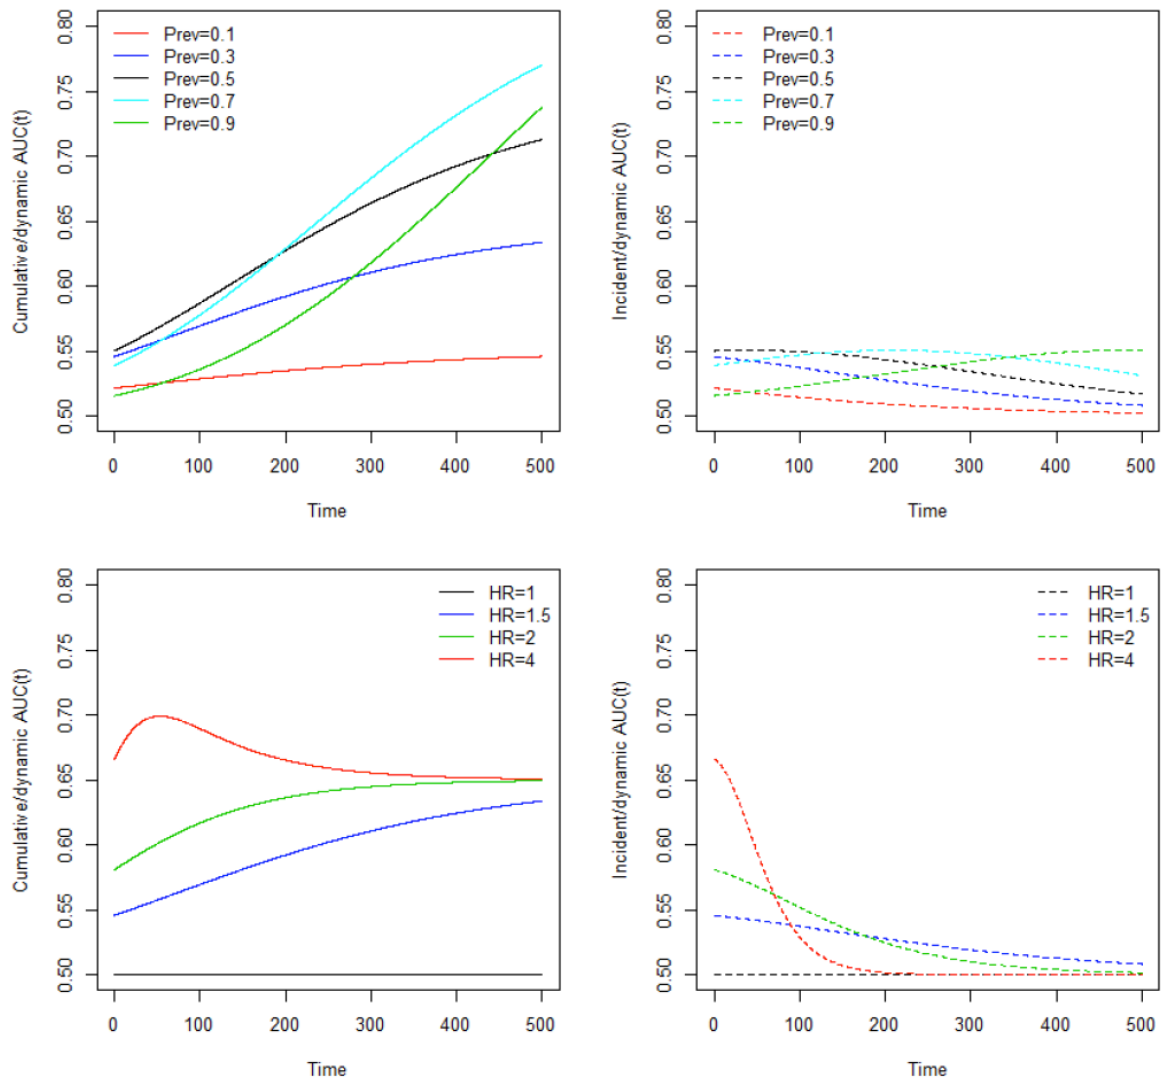 Prev=0.1
Prev=0.3
Prev=0.5
Prev=0.7
Prev=0.9
Cumulative/dynamic AUC(t)
0.80
0.75
0.70
0.65
0.60
0.55
0.50
0 100 200 300 400 500
Time
Prev=0.1
Prev=0.3
Prev=0.5
Prev=0.7
Prev=0.9
Incident/dynamic AUC(t)
0.80
0.75
0.70
0.65
0.60
0.55
0.50
0 100 200 300 400 500
Time
HR=1
HR=1.5
HR=2
HR=4
Cumulative/dynamic AUC(t)
0.80
0.75
0.70
0.65
0.60
0.55
0.50
0 100 200 300 400 500
Time
HR=1
HR=1.5
HR=2
HR=4
Incident/dynamic AUC(t)
0.80
0.75
0.70
0.65
0.60
0.55
0.50
0 100 200 300 400 500
Time